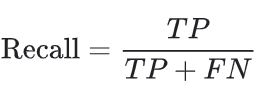 Recall = TP / (TP + FN)